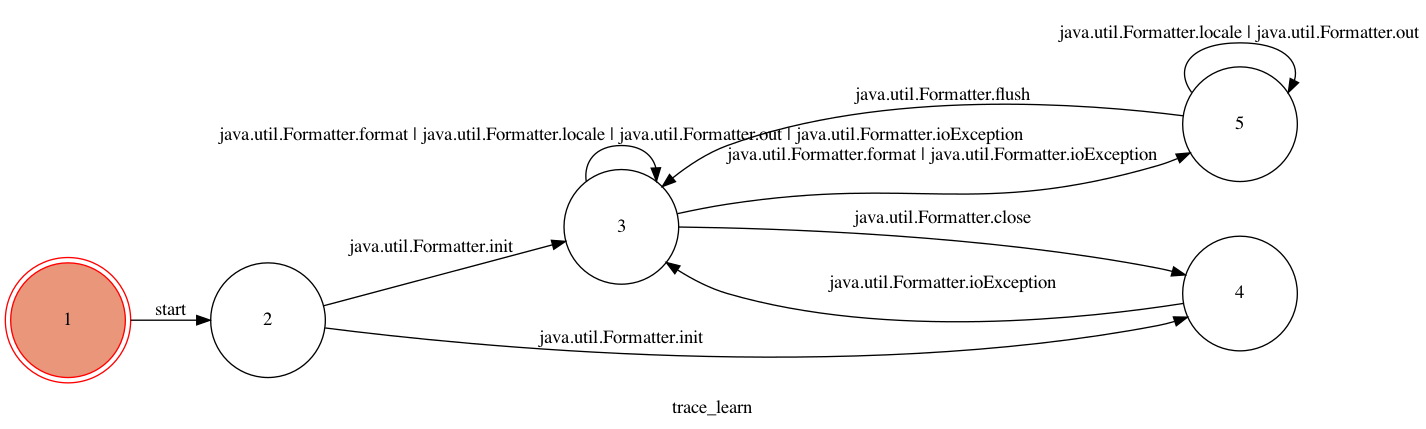 java.util.Formatter.locale | java.util.Formatter.out
java.util.Formatter.flush
5
java.util.Formatter.format | java.util.Formatter.locale | java.util.Formatter.out | java.util.Formatter.ioException
java.util.Formatter.format | java.util.Formatter.ioException
java.util.Formatter.close
3
java.util.Formatter.init
java.util.Formatter.ioException
4
start
1
2
java.util.Formatter.init
trace_learn